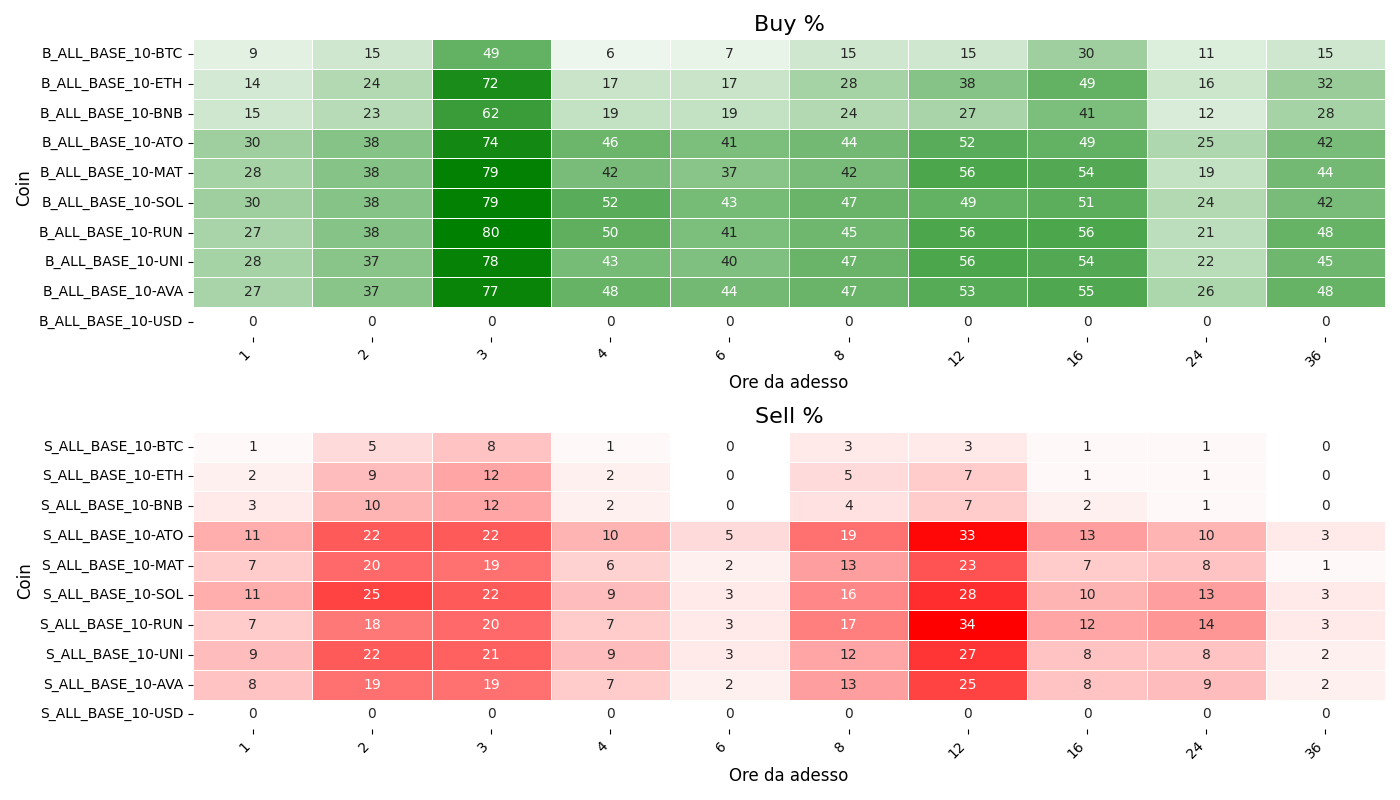 Buy %
Coin
B_ALL_BASE_10-BTC 9 15 49 6 7 15 15 30 11 15
B_ALL_BASE_10-ETH 14 24 72 17 17 28 38 49 16 32
B_ALL_BASE_10-BNB 15 23 62 19 19 24 27 41 12 28
B_ALL_BASE_10-ATO 30 38 74 46 41 44 52 49 25 42
B_ALL_BASE_10-MAT 28 38 79 42 37 42 56 54 19 44
B_ALL_BASE_10-SOL 30 38 79 52 43 47 49 51 24 42
B_ALL_BASE_10-RUN 27 38 80 50 41 45 56 56 21 48
B_ALL_BASE_10-UNI 28 37 78 43 40 47 56 54 22 45
B_ALL_BASE_10-AVA 27 37 77 48 44 47 53 55 26 48
B_ALL_BASE_10-USD 0 0 0 0 0 0 0 0 0 0
1 2 3 4 6 8 12 16 24 36
Ore da adesso
Sell %
Coin
S_ALL_BASE_10-BTC 1 5 8 1 0 3 3 1 1 0
S_ALL_BASE_10-ETH 2 9 12 2 0 5 7 1 1 0
S_ALL_BASE_10-BNB 3 10 12 2 0 4 7 2 1 0
S_ALL_BASE_10-ATO 11 22 22 10 5 19 33 13 10 3
S_ALL_BASE_10-MAT 7 20 19 6 2 13 23 7 8 1
S_ALL_BASE_10-SOL 11 25 22 9 3 16 28 10 13 3
S_ALL_BASE_10-RUN 7 18 20 7 3 17 34 12 14 3
S_ALL_BASE_10-UNI 9 22 21 9 3 12 27 8 8 2
S_ALL_BASE_10-AVA 8 19 19 7 2 13 25 8 9 2
S_ALL_BASE_10-USD 0 0 0 0 0 0 0 0 0 0
1 2 3 4 6 8 12 16 24 36
Ore da adesso